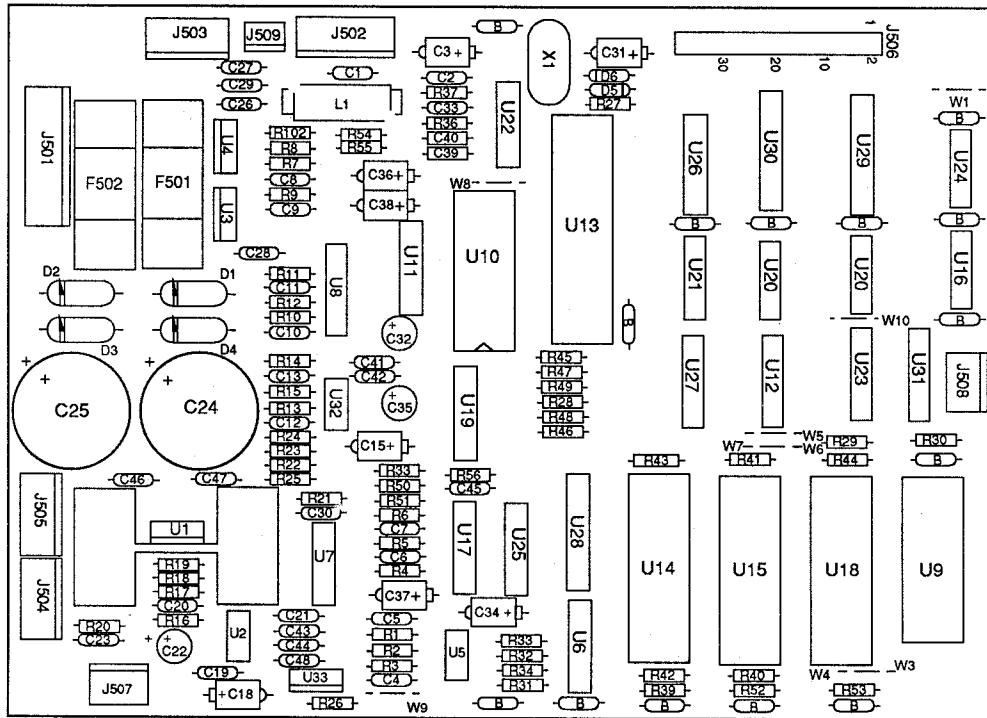 J503
J509
J502
B
C3+
X1
C31+
1
J506
30
20
10
2
C27
C29
C26
C1
L1
C2
R37
C33
R36
C40
C39
U22
D6
D5
R27
W1
B
J501
F502
F501
U4
U3
R102
R8
R7
C8
R9
C9
R54
R55
C36+
C38+
W8
U10
U13
U26
U30
U29
U24
B
B
B
B
C28
U8
U11
U21
U20
U20
U16
D2
D1
D3
D4
R11
C11
R12
R10
C10
+
C32
B
W10
B
+
+
C25
+
+
C24
R14
C13
R15
R13
C12
R24
R23
R22
R25
C41
C42
U32
+
C35
C15+
U19
R45
R47
R49
R28
R48
R46
U27
U12
U23
U31
J508
W5
W6
W7
R29
R30
R43
R41
R44
B
C46
C47
J505
J504
U1
R21
C30
U7
R33
R50
R51
R6
C7
R5
C6
R4
C37+
R56
C45
U17
U25
U28
U14
U15
U18
U9
R19
R18
R17
C20
R16
R20
C23
+
+
C22
U2
C21
C43
C44
C48
C5
R1
R2
R3
C4
C34+
U5
R33
R32
R34
R31
U6
J507
C19
+C18
U33
R26
W9
B
B
R42
R39
B
R40
R52
B
W4
W3
R53
B